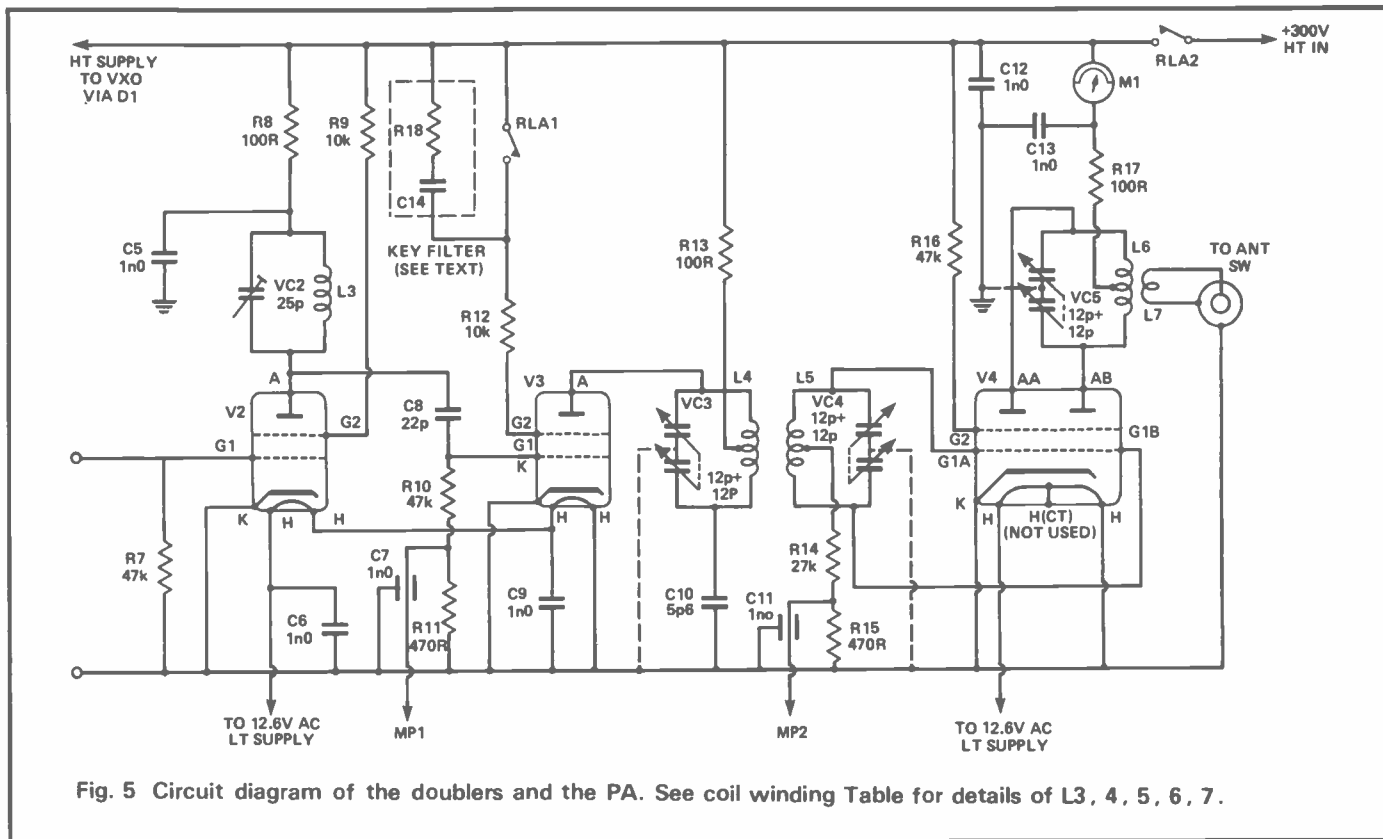 HT SUPPLY
TO VXO
VIA D1
+300V
HT IN
RLA2
C12
1n0
M1
R8
100R
R9
10k
R18
RLA1
C13
1n0
R17
100R
C14
KEY FILTER
(SEE TEXT)
R13
100R
R16
47k
C5
1n0
VC2
25p
L3
L6
TO ANT
SW
VC5
12p+
12p
L7
R12
10k
A
V2
C8
22p
V3
A
L4
L5
VC3
VC4
12p+
12p
V4
AA
AB
G1
G2
G2
G1
K
G2
G1A
G1B
R10
47k
12p+
12P
K
H
H
H
H
K
H
H(CT)
(NOT USED)
H
R7
47k
C7
1n0
C9
1n0
C10
5p6
R14
27k
C11
1no
C6
1n0
R11
470R
R15
470R
TO 12.6V AC
LT SUPPLY
MP1
MP2
TO 12.6V AC
LT SUPPLY
Fig. 5 Circuit diagram of the doublers and the PA. See coil winding Table for details of L3, 4, 5, 6, 7.